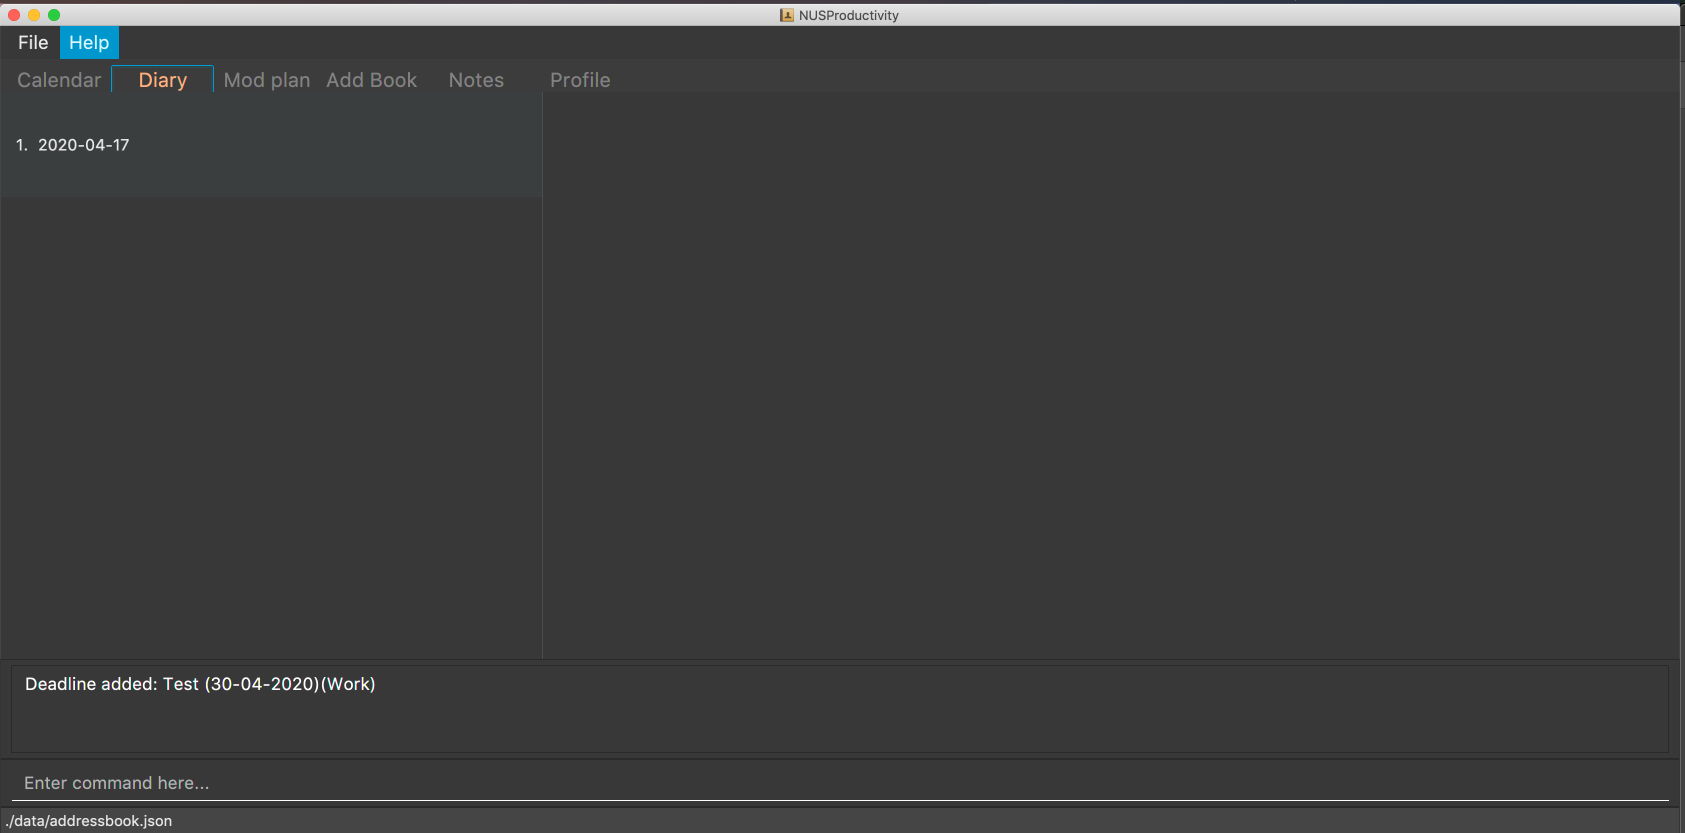 NUSProductivity
File Help
Calendar Diary Mod plan Add Book Notes Profile
1. 2020-04-17
Deadline added: Test (30-04-2020)(Work)
Enter command here...
./data/addressbook.json